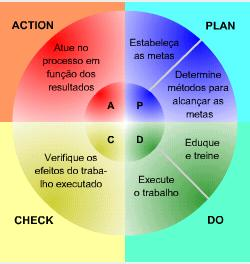 ACTION
PLAN
Atue no
processo em
função dos
resultados
Estabeleça
as metas
Determine
métodos para
alcançar as
metas
A
P
C
D
Verifique os
efeitos do traba-
lho executado
Eduque
e treine
Execute
o trabalho
CHECK
DO